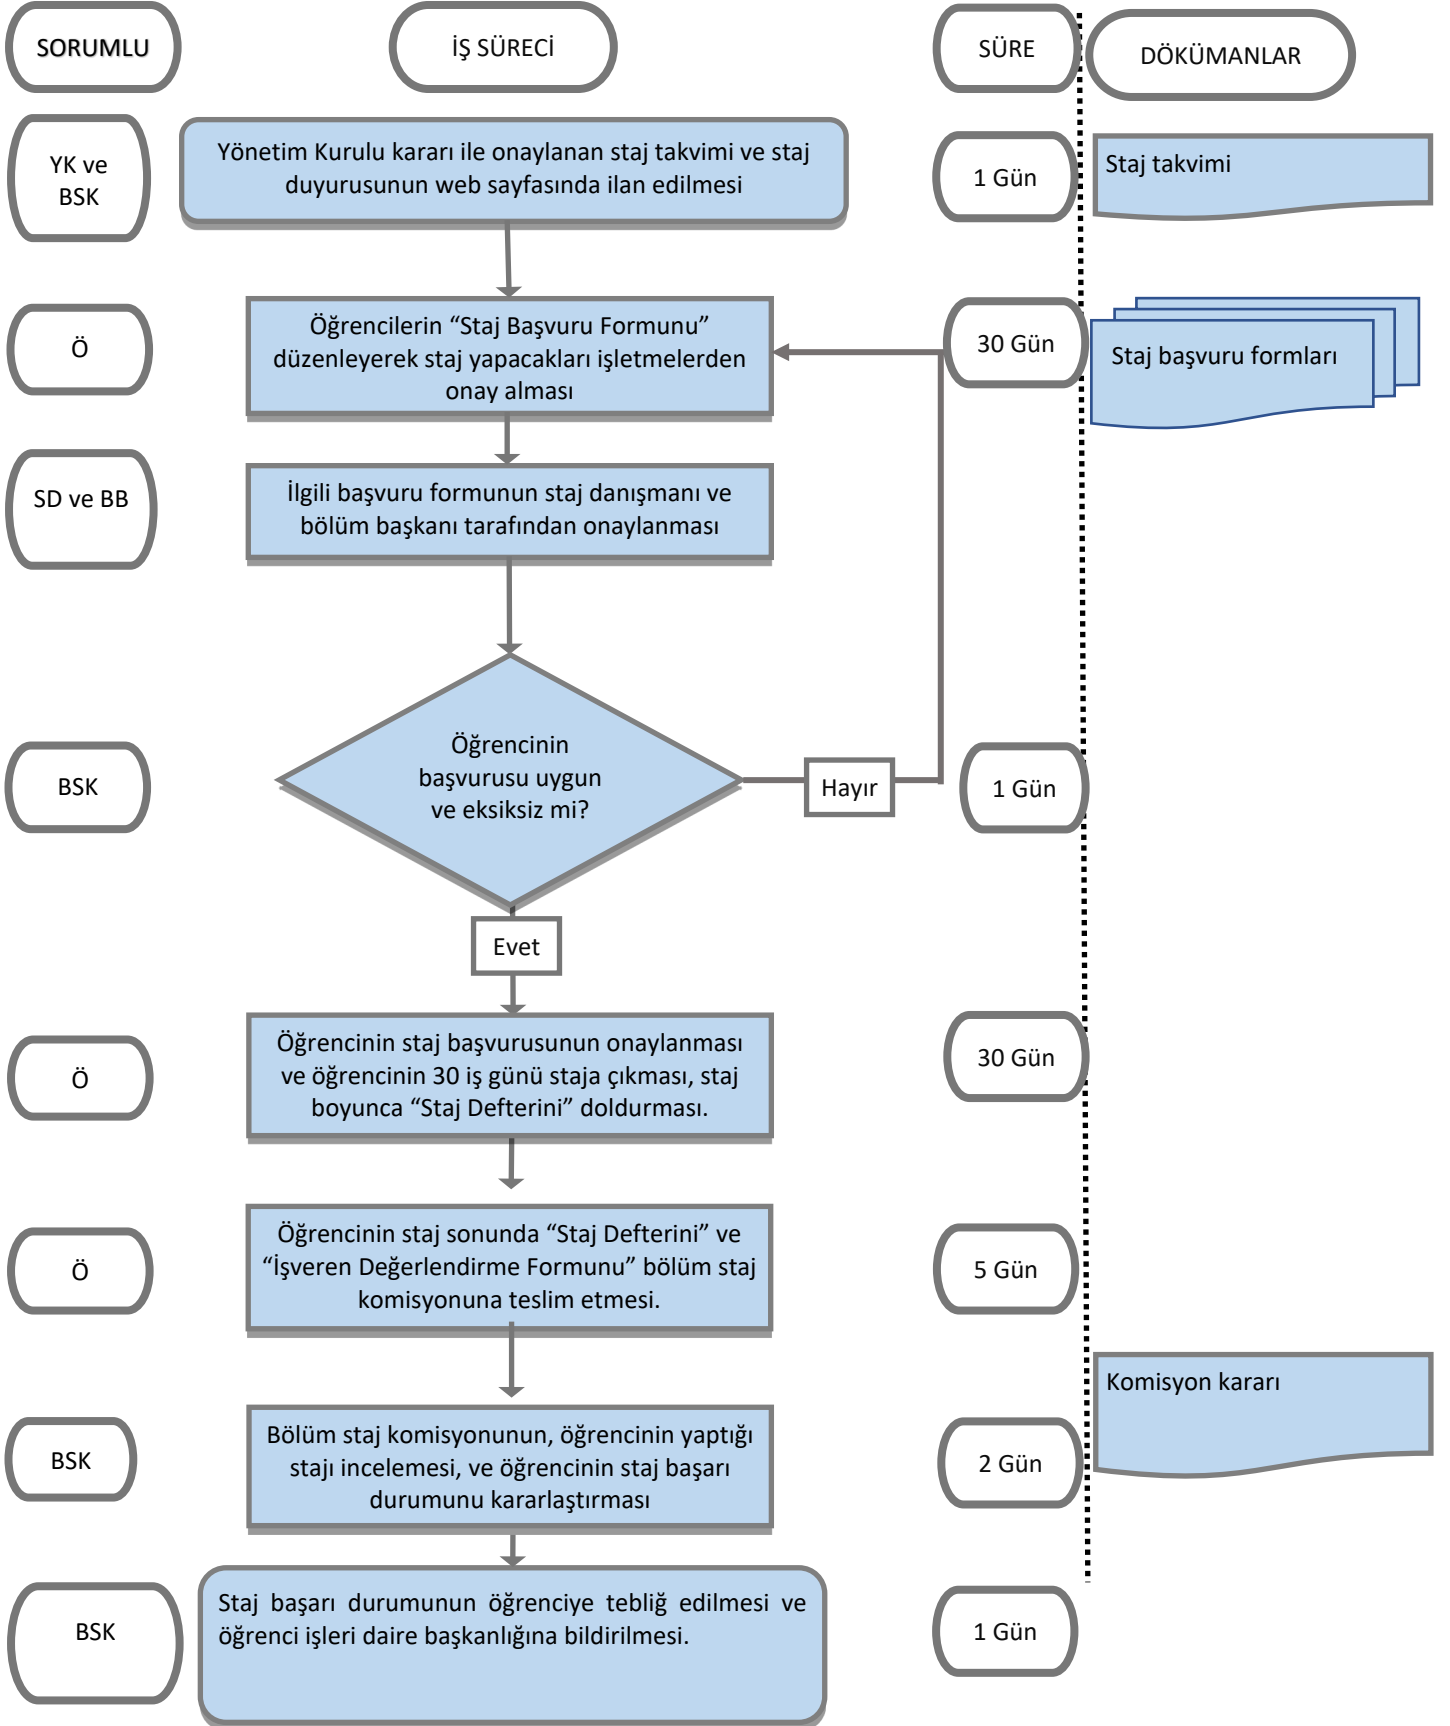 SORUMLU
İŞ SÜRECİ
SÜRE
DÖKÜMANLAR
YK ve
BSK
Yönetim Kurulu kararı ile onaylanan staj takvimi ve staj
duyurusunun web sayfasında ilan edilmesi
1 Gün
Staj takvimi
Ö
Öğrencilerin “Staj Başvuru Formunu”
düzenleyerek staj yapacakları işletmelerden
onay alması
30 Gün
Staj başvuru formları
SD ve BB
İlgili başvuru formunun staj danışmanı ve
bölüm başkanı tarafından onaylanması
BSK
Öğrencinin
başvurusu uygun
ve eksiksiz mi?
Hayır
1 Gün
Evet
Ö
Öğrencinin staj başvurusunun onaylanması
ve öğrencinin 30 iş günü staja çıkması, staj
boyunca “Staj Defterini” doldurması.
30 Gün
Ö
Öğrencinin staj sonunda “Staj Defterini” ve
“İşveren Değerlendirme Formunu” bölüm staj
komisyonuna teslim etmesi.
5 Gün
Komisyon kararı
BSK
Bölüm staj komisyonunun, öğrencinin yaptığı
stajı incelemesi, ve öğrencinin staj başarı
durumunu kararlaştırması
2 Gün
BSK
Staj başarı durumunun öğrenciye tebliğ edilmesi ve
öğrenci işleri daire başkanlığına bildirilmesi.
1 Gün